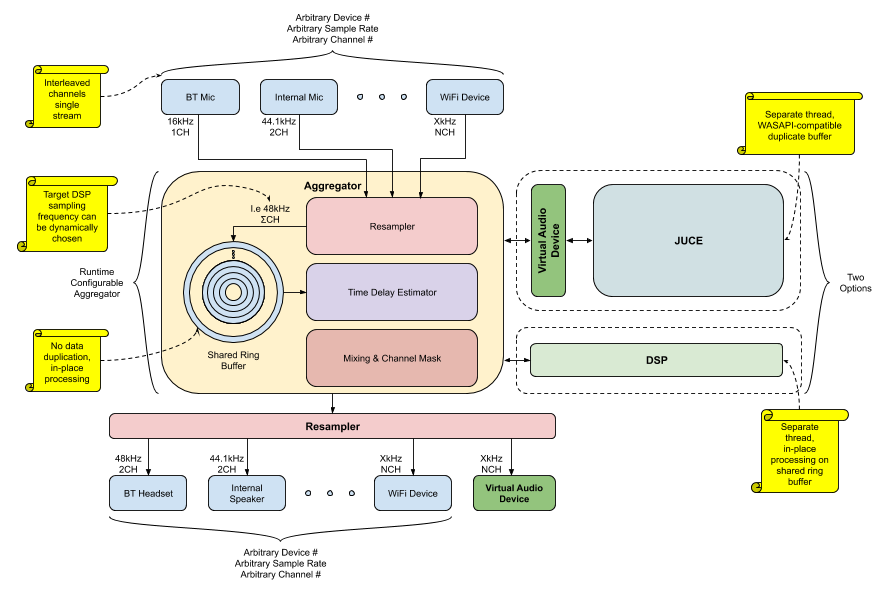 Arbitrary Device #
Arbitrary Sample Rate
Arbitrary Channel #
Interleaved
channels
single
stream
BT Mic
Internal Mic
WiFi Device
16kHz
1CH
44.1kHz
2CH
XkHz
NCH
Separate thread,
WASAPI-compatible
duplicate buffer
Target DSP
sampling
frequency can
be dynamically
chosen
Aggregator
I.e 48kHz
ΣCH
Resampler
Virtual Audio
Device
JUCE
Runtime
Configurable
Aggregator
Time Delay Estimator
Two
Options
No data
duplication,
in-place
processing
Shared Ring
Buffer
Mixing & Channel Mask
DSP
Resampler
Separate
thread,
in-place
processing on
shared ring
buffer
48kHz
2CH
44.1kHz
2CH
XkHz
NCH
XkHz
NCH
BT Headset
Internal
Speaker
WiFi Device
Virtual Audio
Device
Arbitrary Device #
Arbitrary Sample Rate
Arbitrary Channel #